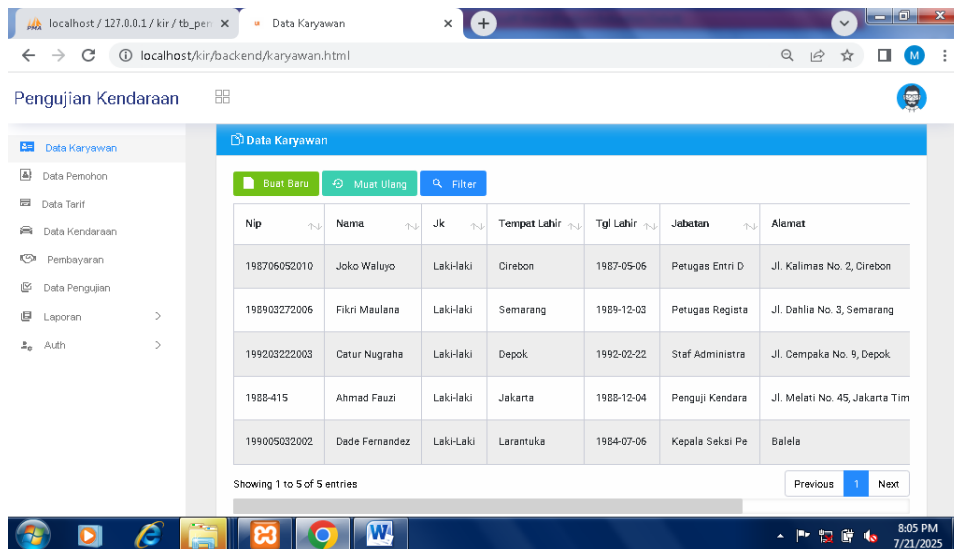 localhost / 127.0.0.1 / kir / tb_pem
Data Karyawan
localhost/kir/backend/karyawan.html
M
Pengujian Kendaraan
Data Karyawan
Data Pemohon
Data Tarif
Data Kendaraan
Pembayaran
Data Pengujian
Laporan
Auth
Data Karyawan
Buat Baru Muat Ulang Filter
Nip Nama Jk Tempat Lahir Tgl Lahir Jabatan Alamat
198706052010 Joko Waluyo Laki-laki Cirebon 1987-05-06 Petugas Entri D Jl. Kalimas No. 2, Cirebon
198903272006 Fikri Maulana Laki-laki Semarang 1989-12-03 Petugas Regista Jl. Dahlia No. 3, Semarang
199203222003 Catur Nugraha Laki-laki Depok 1992-02-22 Staf Administra Jl. Cempaka No. 9, Depok
1988-415 Ahmad Fauzi Laki-laki Jakarta 1988-12-04 Penguji Kendara Jl. Melati No. 45, Jakarta Tim
199005032002 Dade Fernandez Laki-Laki Larantuka 1984-07-06 Kepala Seksi Pe Balela
Showing 1 to 5 of 5 entries
Previous 1 Next
8:05 PM
7/21/2025